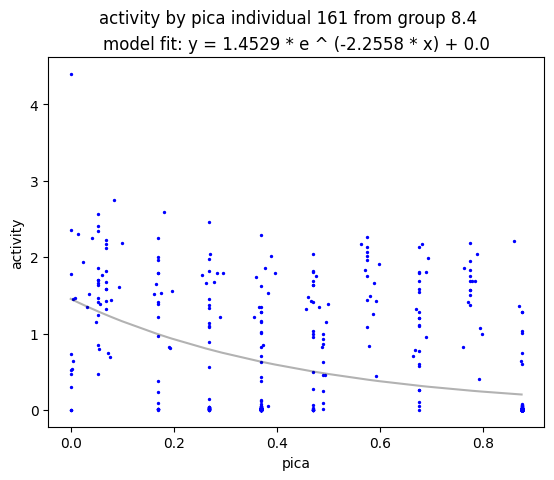 activity by pica individual 161 from group 8.4
model fit: y = 1.4529 * e ^ (-2.2558 * x) + 0.0
4
3
2
1
0
activity
0.0 0.2 0.4 0.6 0.8
pica